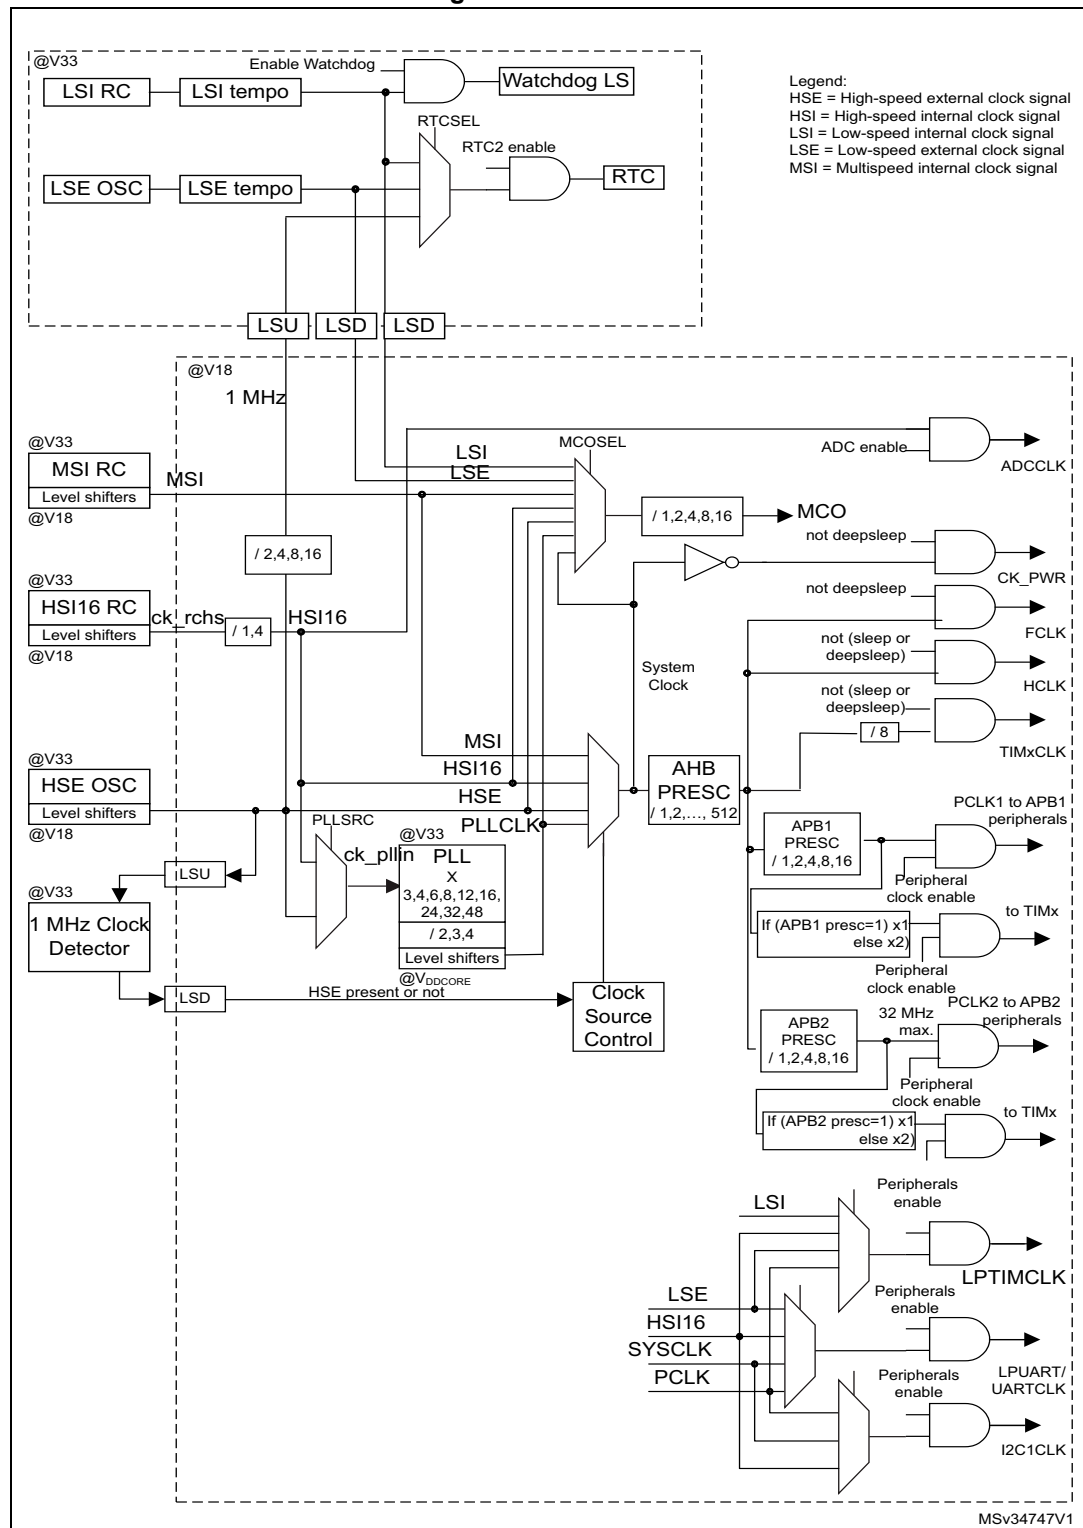 @V33
Enable Watchdog
LSI RC
LSI tempo
Watchdog LS
Legend:
HSE = High-speed external clock signal
HSI = High-speed internal clock signal
LSI = Low-speed internal clock signal
LSE = Low-speed external clock signal
MSI = Multispeed internal clock signal
RTCSEL
RTC2 enable
LSE OSC
LSE tempo
RTC
LSU
LSD
LSD
@V18
1 MHz
@V33
MSI RC
Level shifters
@V18
MSI
LSI
LSE
MCOSEL
ADC enable
ADCCLK
/ 1,2,4,8,16
MCO
/ 2,4,8,16
not deepsleep
CK_PWR
@V33
HSI16 RC
Level shifters
@V18
ck_rchs
/ 1,4
HSI16
not deepsleep
FCLK
System
Clock
not (sleep or
deepsleep)
HCLK
not (sleep or
deepsleep)
/ 8
TIMxCLK
@V33
HSE OSC
Level shifters
@V18
MSI
HSI16
HSE
PLLCLK
AHB
PRESC
/ 1,2,..., 512
PLLSRC
ck_pllin
@V33
PLL
X
3,4,6,8,12,16,
24,32,48
/ 2,3,4
Level shifters
@VDDCORE
APB1
PRESC
/ 1,2,4,8,16
PCLK1 to APB1
peripherals
Peripheral
clock enable
LSU
@V33
1 MHz Clock
Detector
LSD
HSE present or not
Clock
Source
Control
If (APB1 presc=1) x1
else x2)
to TIMx
Peripheral
clock enable
APB2
PRESC
/ 1,2,4,8,16
32 MHz
max.
PCLK2 to APB2
peripherals
Peripheral
clock enable
If (APB2 presc=1) x1
else x2)
to TIMx
LSI
Peripherals
enable
LPTIMCLK
LSE
HSI16
SYSCLK
PCLK
Peripherals
enable
LPUART/
UARTCLK
Peripherals
enable
I2C1CLK
MSv34747V1